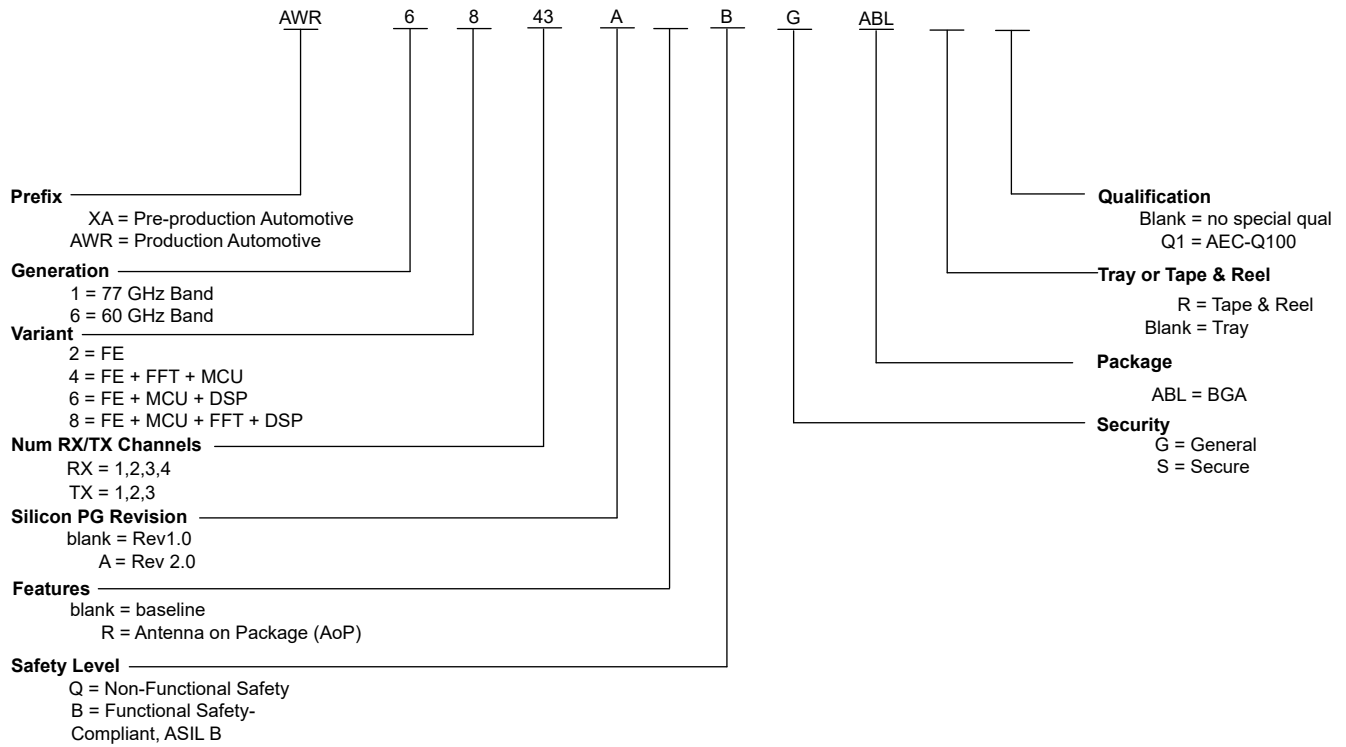 AWR 6 8 43 A B G ABL
Prefix
XA = Pre-production Automotive
AWR = Production Automotive
Generation
1 = 77 GHz Band
6 = 60 GHz Band
Variant
2 = FE
4 = FE + FFT + MCU
6 = FE + MCU + DSP
8 = FE + MCU + FFT + DSP
Num RX/TX Channels
RX = 1,2,3,4
TX = 1,2,3
Silicon PG Revision
blank = Rev1.0
A = Rev 2.0
Features
blank = baseline
R = Antenna on Package (AoP)
Safety Level
Q = Non-Functional Safety
B = Functional Safety-
Compliant, ASIL B
Qualification
Blank = no special qual
Q1 = AEC-Q100
Tray or Tape & Reel
R = Tape & Reel
Blank = Tray
Package
ABL = BGA
Security
G = General
S = Secure